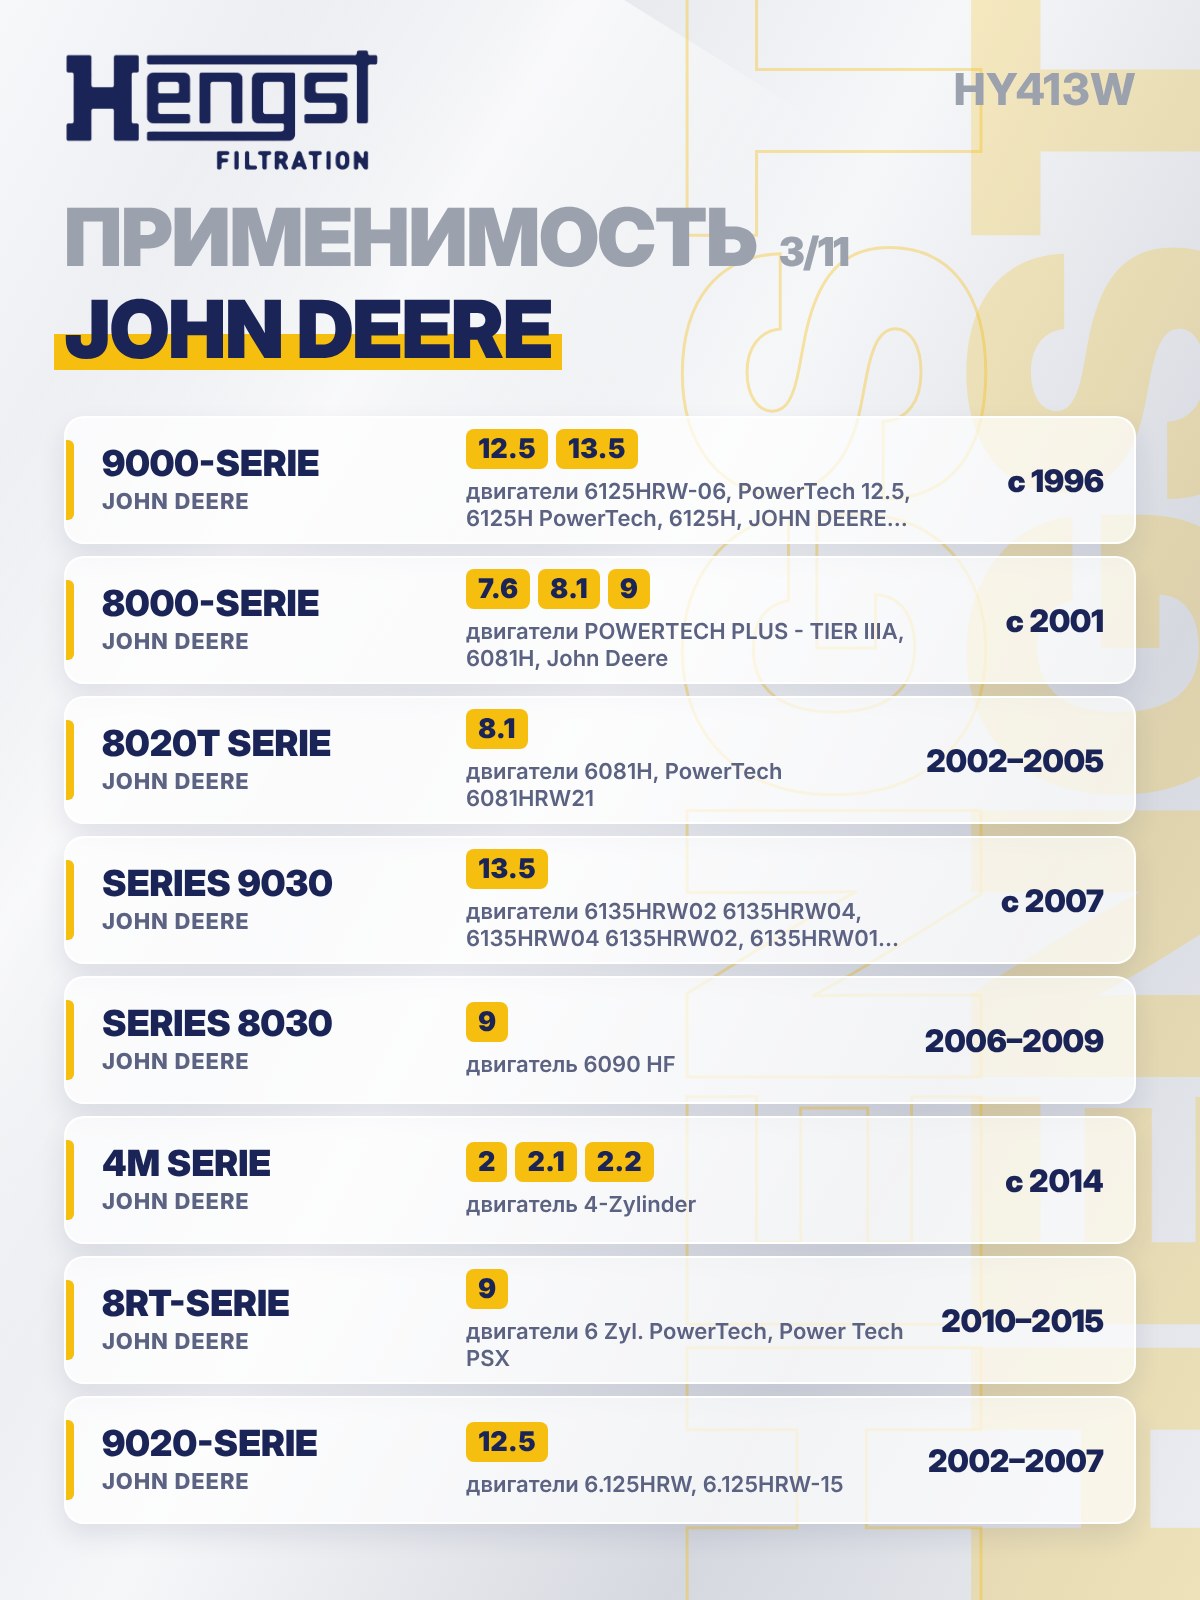 Hengst
FILTRATION
HY413W
ПРИМЕНИМОСТЬ 3/11
JOHN DEERE
9000-SERIE
JOHN DEERE
12.5 13.5
двигатели 6125HRW-06, PowerTech 12.5,
6125H PowerTech, 6125H, JOHN DEERE...
с 1996
8000-SERIE
JOHN DEERE
7.6 8.1 9
двигатели POWERTECH PLUS - TIER IIIA,
6081H, John Deere
с 2001
8020T SERIE
JOHN DEERE
8.1
двигатели 6081H, PowerTech
6081HRW21
2002–2005
SERIES 9030
JOHN DEERE
13.5
двигатели 6135HRW02 6135HRW04,
6135HRW04 6135HRW02, 6135HRW01...
с 2007
SERIES 8030
JOHN DEERE
9
двигатель 6090 HF
2006–2009
4M SERIE
JOHN DEERE
2 2.1 2.2
двигатель 4-Zylinder
с 2014
8RT-SERIE
JOHN DEERE
9
двигатели 6 Zyl. PowerTech, Power Tech
PSX
2010–2015
9020-SERIE
JOHN DEERE
12.5
двигатели 6.125HRW, 6.125HRW-15
2002–2007
HENGST